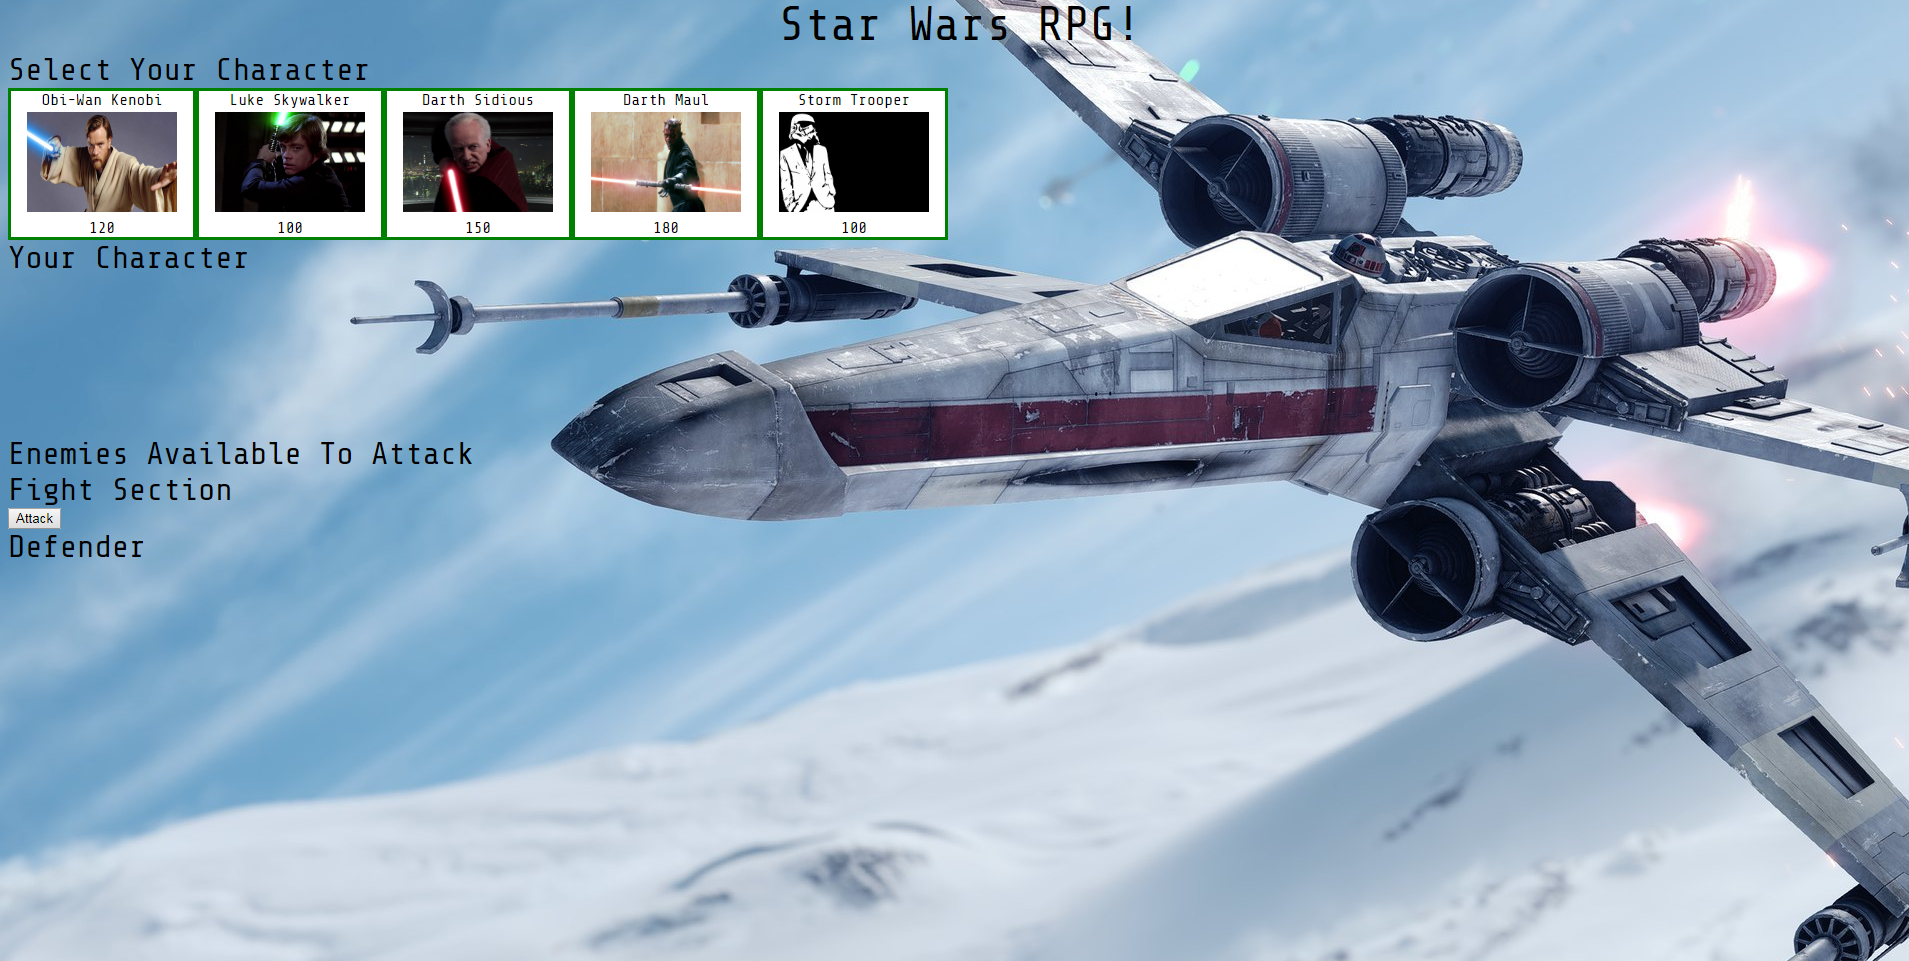 Star Wars RPG!
Select Your Character
Obi-Wan Kenobi Luke Skywalker Darth Sidious Darth Maul Storm Trooper
120 100 150 180 100
Your Character
Enemies Available To Attack
Fight Section
Attack
Defender